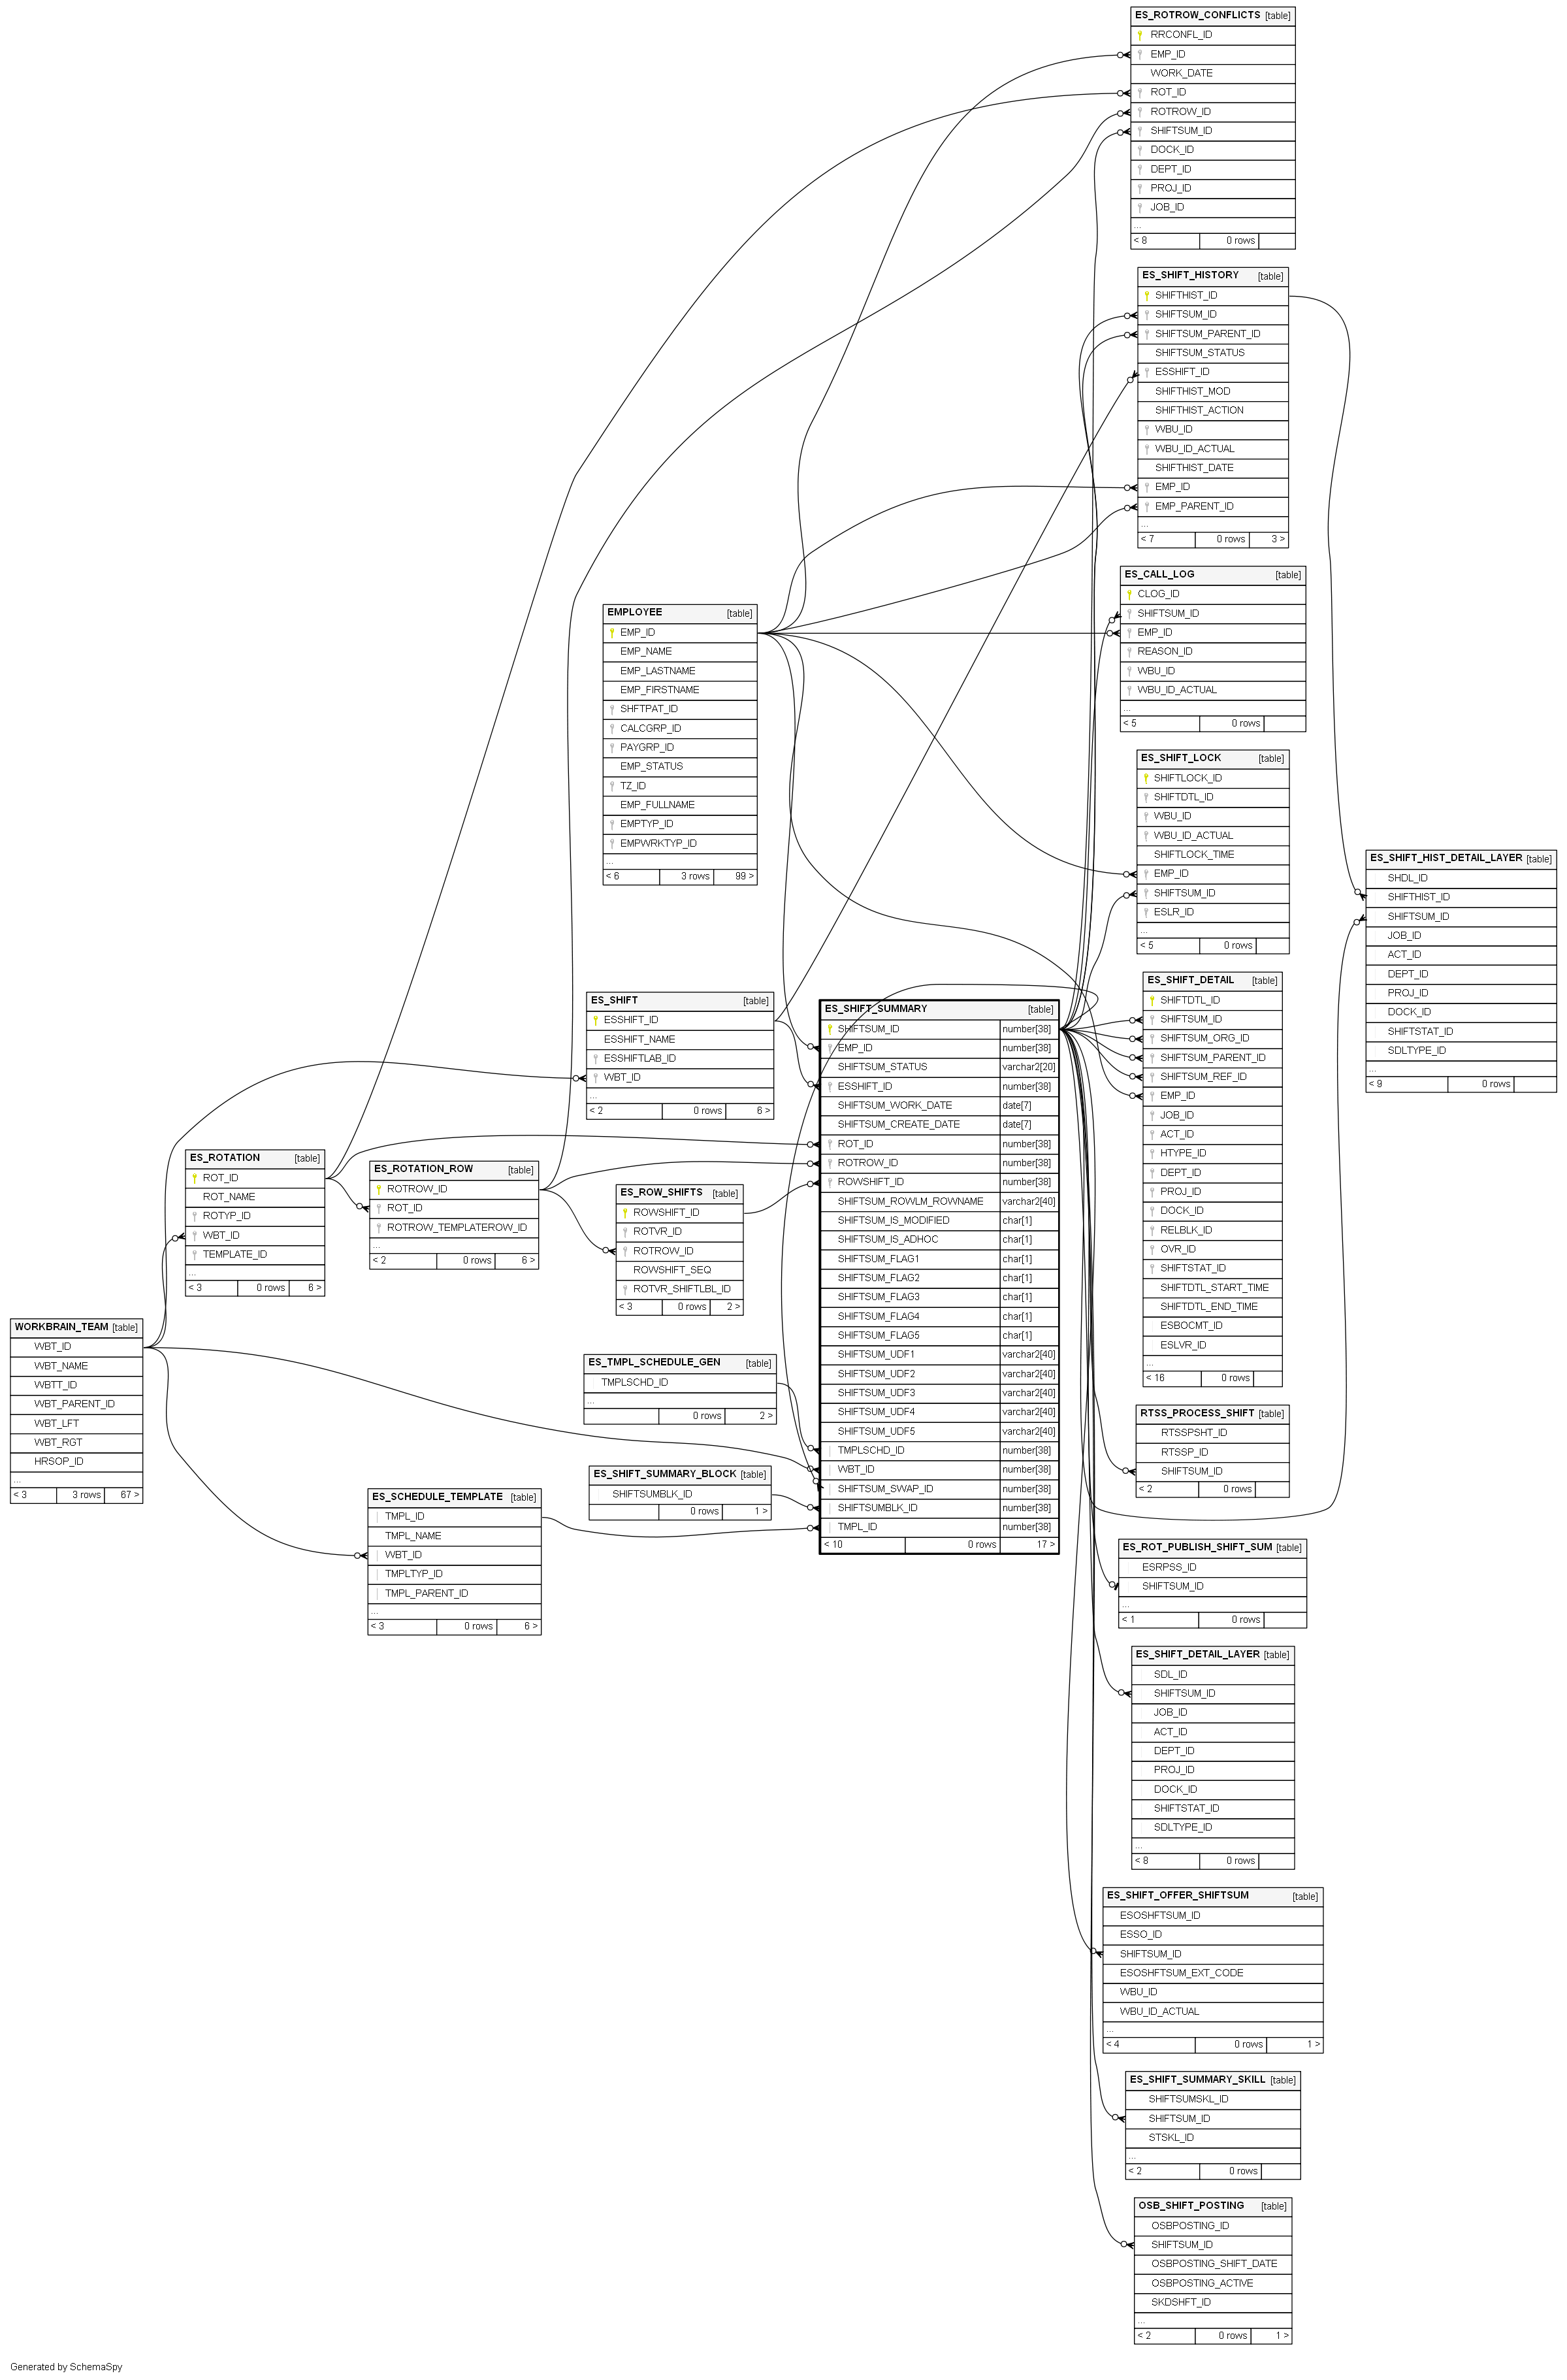 ES_ROTROW_CONFLICTS [table]
RRCONFL_ID
EMP_ID
WORK_DATE
ROT_ID
ROTROW_ID
SHIFTSUM_ID
DOCK_ID
DEPT_ID
PROJ_ID
JOB_ID
...
< 8 0 rows
ES_SHIFT_HISTORY [table]
SHIFTHIST_ID
SHIFTSUM_ID
SHIFTSUM_PARENT_ID
SHIFTSUM_STATUS
ESSHIFT_ID
SHIFTHIST_MOD
SHIFTHIST_ACTION
WBU_ID
WBU_ID_ACTUAL
SHIFTHIST_DATE
EMP_ID
EMP_PARENT_ID
...
< 7 0 rows 3 >
ES_CALL_LOG [table]
CLOG_ID
SHIFTSUM_ID
EMP_ID
REASON_ID
WBU_ID
WBU_ID_ACTUAL
...
< 5 0 rows
EMPLOYEE [table]
EMP_ID
EMP_NAME
EMP_LASTNAME
EMP_FIRSTNAME
SHFTPAT_ID
CALCGRP_ID
PAYGRP_ID
EMP_STATUS
TZ_ID
EMP_FULLNAME
EMPTYP_ID
EMPWRKTYP_ID
...
< 6 3 rows 99 >
ES_SHIFT_LOCK [table]
SHIFTLOCK_ID
SHIFTDTL_ID
WBU_ID
WBU_ID_ACTUAL
SHIFTLOCK_TIME
EMP_ID
SHIFTSUM_ID
ESLR_ID
...
< 5 0 rows
ES_SHIFT_HIST_DETAIL_LAYER [table]
SHDL_ID
SHIFTHIST_ID
SHIFTSUM_ID
JOB_ID
ACT_ID
DEPT_ID
PROJ_ID
DOCK_ID
SHIFTSTAT_ID
SDLTYPE_ID
...
< 9 0 rows
ES_SHIFT_DETAIL [table]
SHIFTDTL_ID
SHIFTSUM_ID
SHIFTSUM_ORG_ID
SHIFTSUM_PARENT_ID
SHIFTSUM_REF_ID
EMP_ID
JOB_ID
ACT_ID
HTYPE_ID
DEPT_ID
PROJ_ID
DOCK_ID
RELBLK_ID
OVR_ID
SHIFTSTAT_ID
SHIFTDTL_START_TIME
SHIFTDTL_END_TIME
ESBOCMT_ID
ESLVR_ID
...
< 16 0 rows
ES_SHIFT [table]
ESSHIFT_ID
ESSHIFT_NAME
ESSHIFTLAB_ID
WBT_ID
...
< 2 0 rows 6 >
ES_SHIFT_SUMMARY [table]
SHIFTSUM_ID number[38]
EMP_ID number[38]
SHIFTSUM_STATUS varchar2[20]
ESSHIFT_ID number[38]
SHIFTSUM_WORK_DATE date[7]
SHIFTSUM_CREATE_DATE date[7]
ROT_ID number[38]
ROTROW_ID number[38]
ROWSHIFT_ID number[38]
SHIFTSUM_ROWLM_ROWNAME varchar2[40]
SHIFTSUM_IS_MODIFIED char[1]
SHIFTSUM_IS_ADHOC char[1]
SHIFTSUM_FLAG1 char[1]
SHIFTSUM_FLAG2 char[1]
SHIFTSUM_FLAG3 char[1]
SHIFTSUM_FLAG4 char[1]
SHIFTSUM_FLAG5 char[1]
SHIFTSUM_UDF1 varchar2[40]
SHIFTSUM_UDF2 varchar2[40]
SHIFTSUM_UDF3 varchar2[40]
SHIFTSUM_UDF4 varchar2[40]
SHIFTSUM_UDF5 varchar2[40]
TMPLSCHD_ID number[38]
WBT_ID number[38]
SHIFTSUM_SWAP_ID number[38]
SHIFTSUMBLK_ID number[38]
TMPL_ID number[38]
< 10 0 rows 17 >
ES_ROTATION [table]
ROT_ID
ROT_NAME
ROTYP_ID
WBT_ID
TEMPLATE_ID
...
< 3 0 rows 6 >
ES_ROTATION_ROW [table]
ROTROW_ID
ROT_ID
ROTROW_TEMPLATEROW_ID
...
< 2 0 rows 6 >
ES_ROW_SHIFTS [table]
ROWSHIFT_ID
ROTVR_ID
ROTROW_ID
ROWSHIFT_SEQ
ROTVR_SHIFTLBL_ID
< 3 0 rows 2 >
WORKBRAIN_TEAM [table]
WBT_ID
WBT_NAME
WBTT_ID
WBT_PARENT_ID
WBT_LFT
WBT_RGT
HRSOP_ID
...
< 3 3 rows 67 >
ES_TMPL_SCHEDULE_GEN [table]
TMPLSCHD_ID
...
0 rows 2 >
ES_SHIFT_SUMMARY_BLOCK [table]
SHIFTSUMBLK_ID
0 rows 1 >
ES_SCHEDULE_TEMPLATE [table]
TMPL_ID
TMPL_NAME
WBT_ID
TMPLTYP_ID
TMPL_PARENT_ID
...
< 3 0 rows 6 >
RTSS_PROCESS_SHIFT [table]
RTSSPSHT_ID
RTSSP_ID
SHIFTSUM_ID
< 2 0 rows
ES_ROT_PUBLISH_SHIFT_SUM [table]
ESRPSS_ID
SHIFTSUM_ID
...
< 1 0 rows
ES_SHIFT_DETAIL_LAYER [table]
SDL_ID
SHIFTSUM_ID
JOB_ID
ACT_ID
DEPT_ID
PROJ_ID
DOCK_ID
SHIFTSTAT_ID
SDLTYPE_ID
...
< 8 0 rows
ES_SHIFT_OFFER_SHIFTSUM [table]
ESOSHFTSUM_ID
ESSO_ID
SHIFTSUM_ID
ESOSHFTSUM_EXT_CODE
WBU_ID
WBU_ID_ACTUAL
...
< 4 0 rows 1 >
ES_SHIFT_SUMMARY_SKILL [table]
SHIFTSUMSKL_ID
SHIFTSUM_ID
STSKL_ID
...
< 2 0 rows
OSB_SHIFT_POSTING [table]
OSBPOSTING_ID
SHIFTSUM_ID
OSBPOSTING_SHIFT_DATE
OSBPOSTING_ACTIVE
SKDSHFT_ID
...
< 2 0 rows 1 >
Generated by SchemaSpy